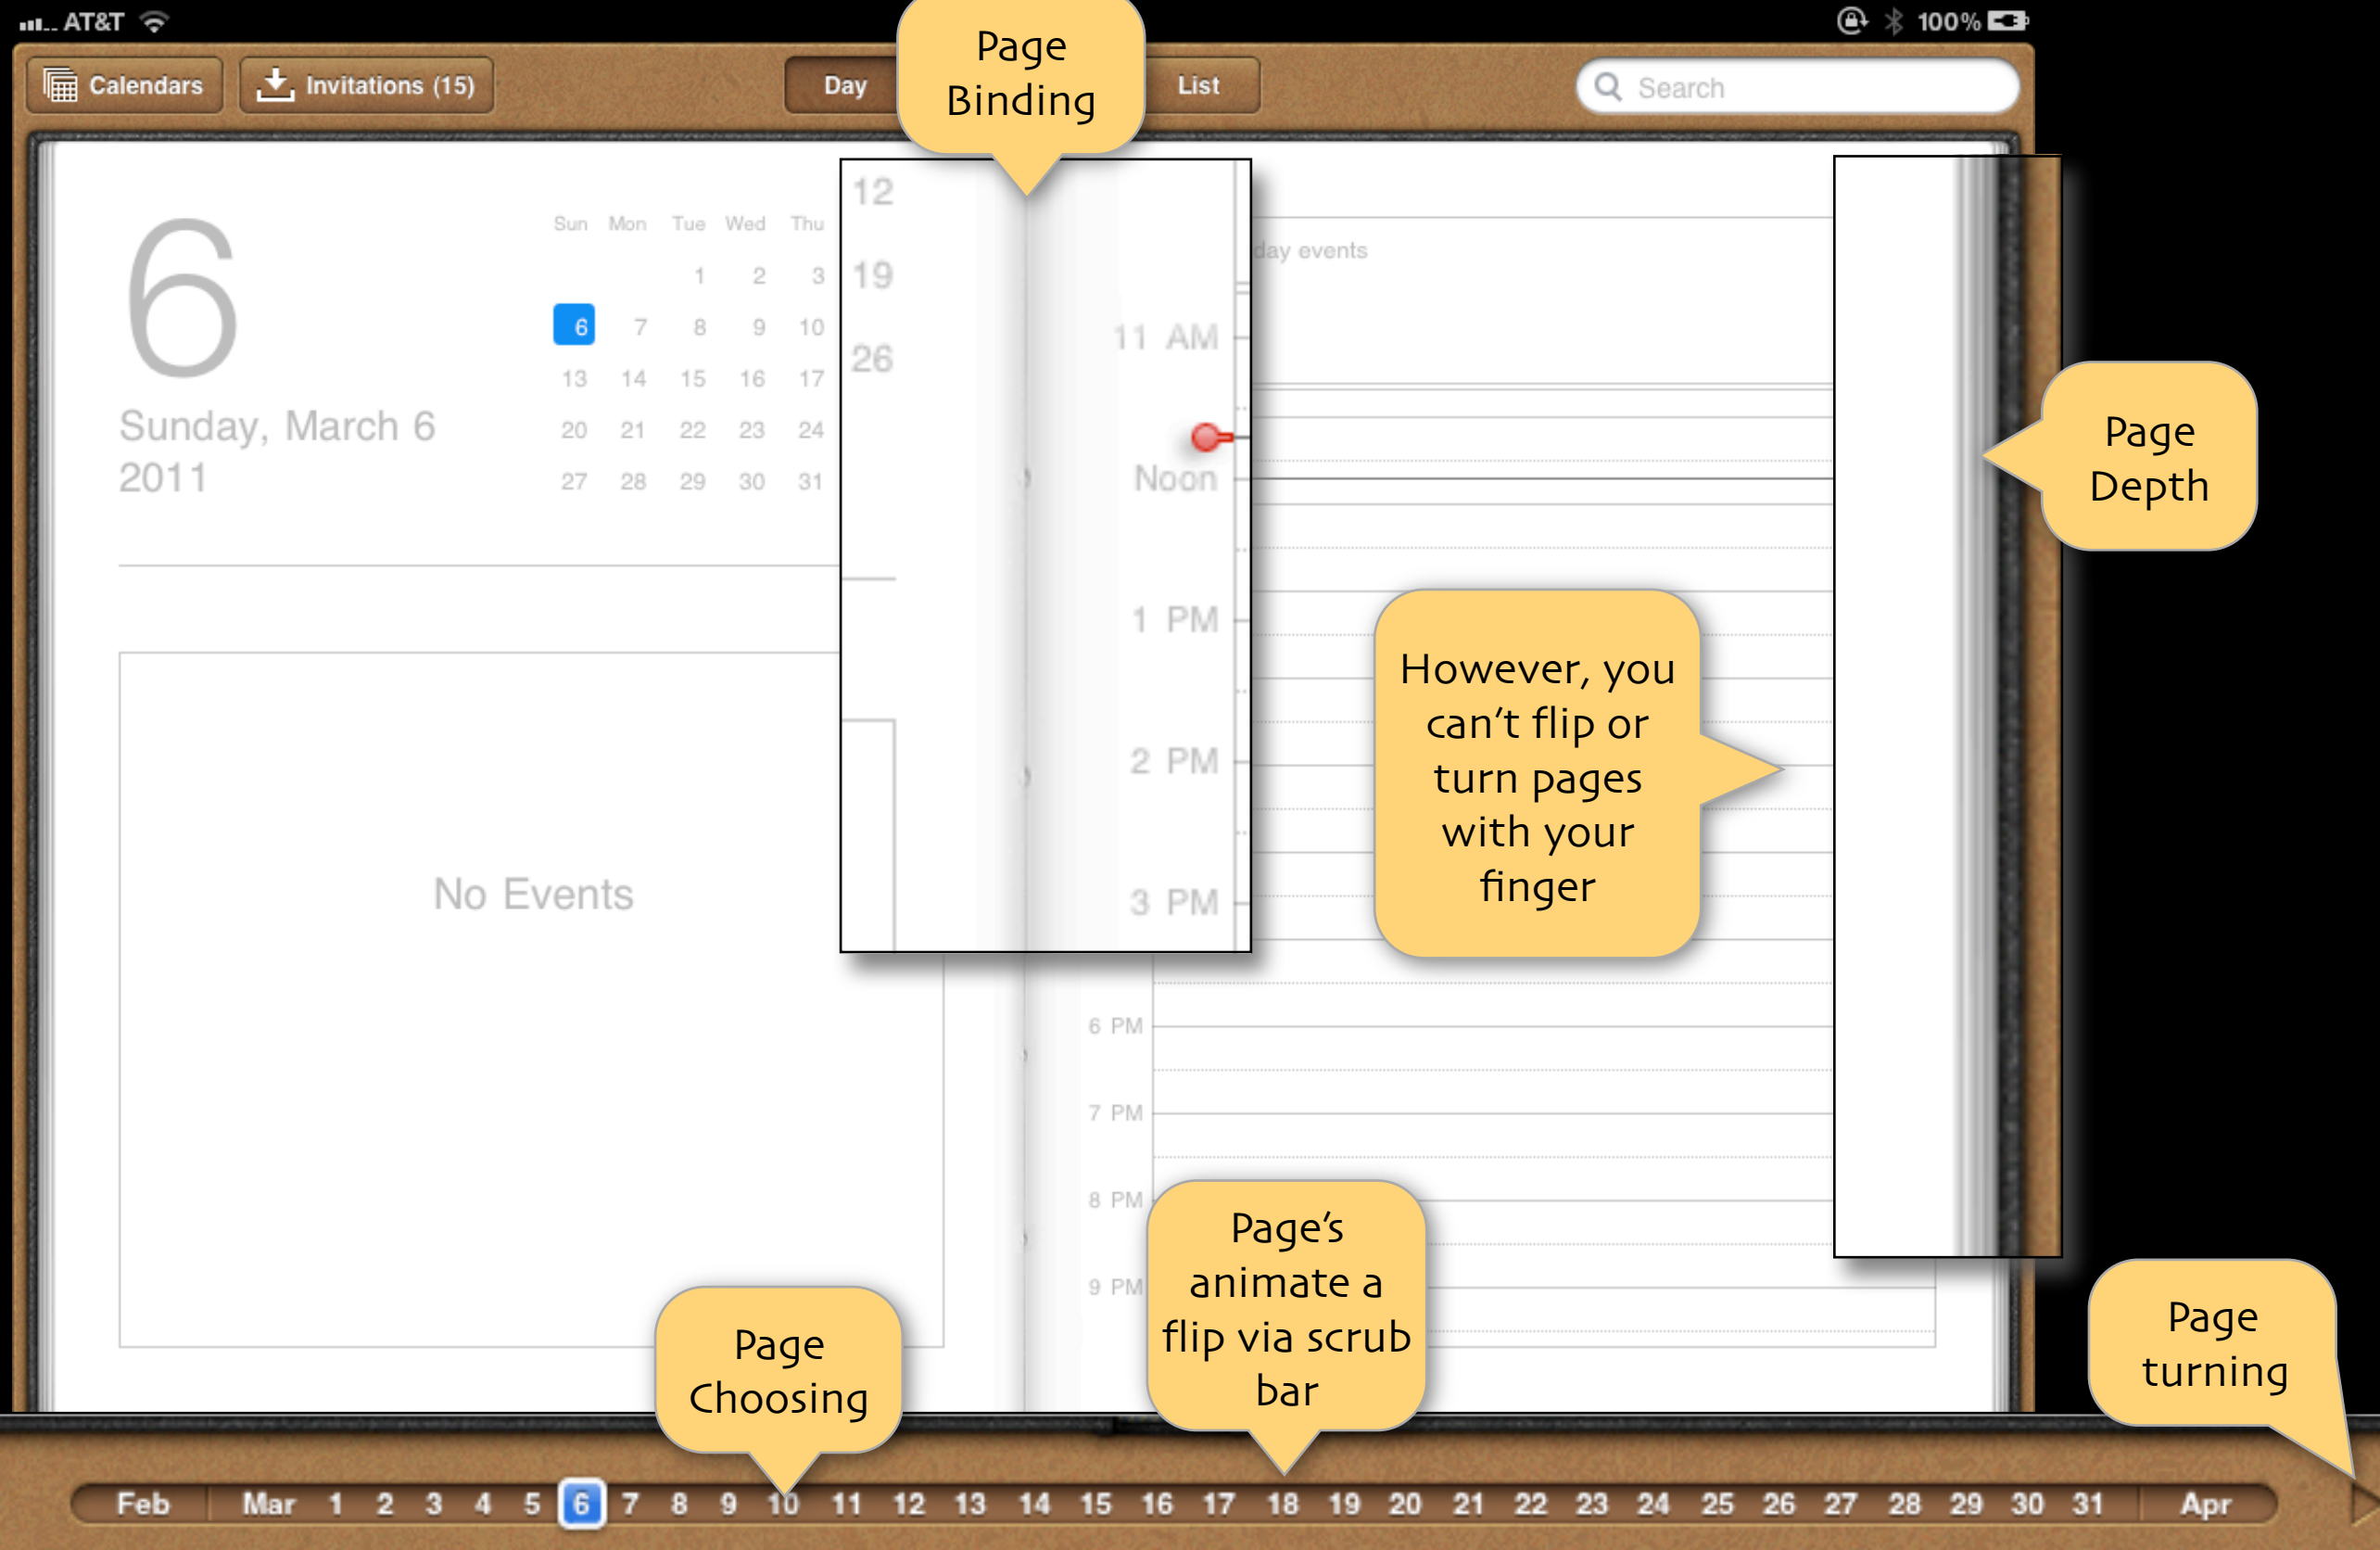 AT&T
100%
Calendars
Invitations (15)
Day
List
Search
Page
Binding
6
Sunday, March 6
2011
Sun Mon Tue Wed Thu
1 2 3
6 7 8 9 10
13 14 15 16 17
20 21 22 23 24
27 28 29 30 31
12
19
26
No Events
11 AM
Noon
1 PM
2 PM
3 PM
day events
6 PM
7 PM
8 PM
9 PM
Page
Depth
However, you
can't flip or
turn pages
with your
finger
Page's
animate a
flip via scrub
bar
Page
Choosing
Page
turning
Feb Mar 1 2 3 4 5 6 7 8 9 10 11 12 13 14 15 16 17 18 19 20 21 22 23 24 25 26 27 28 29 30 31 Apr